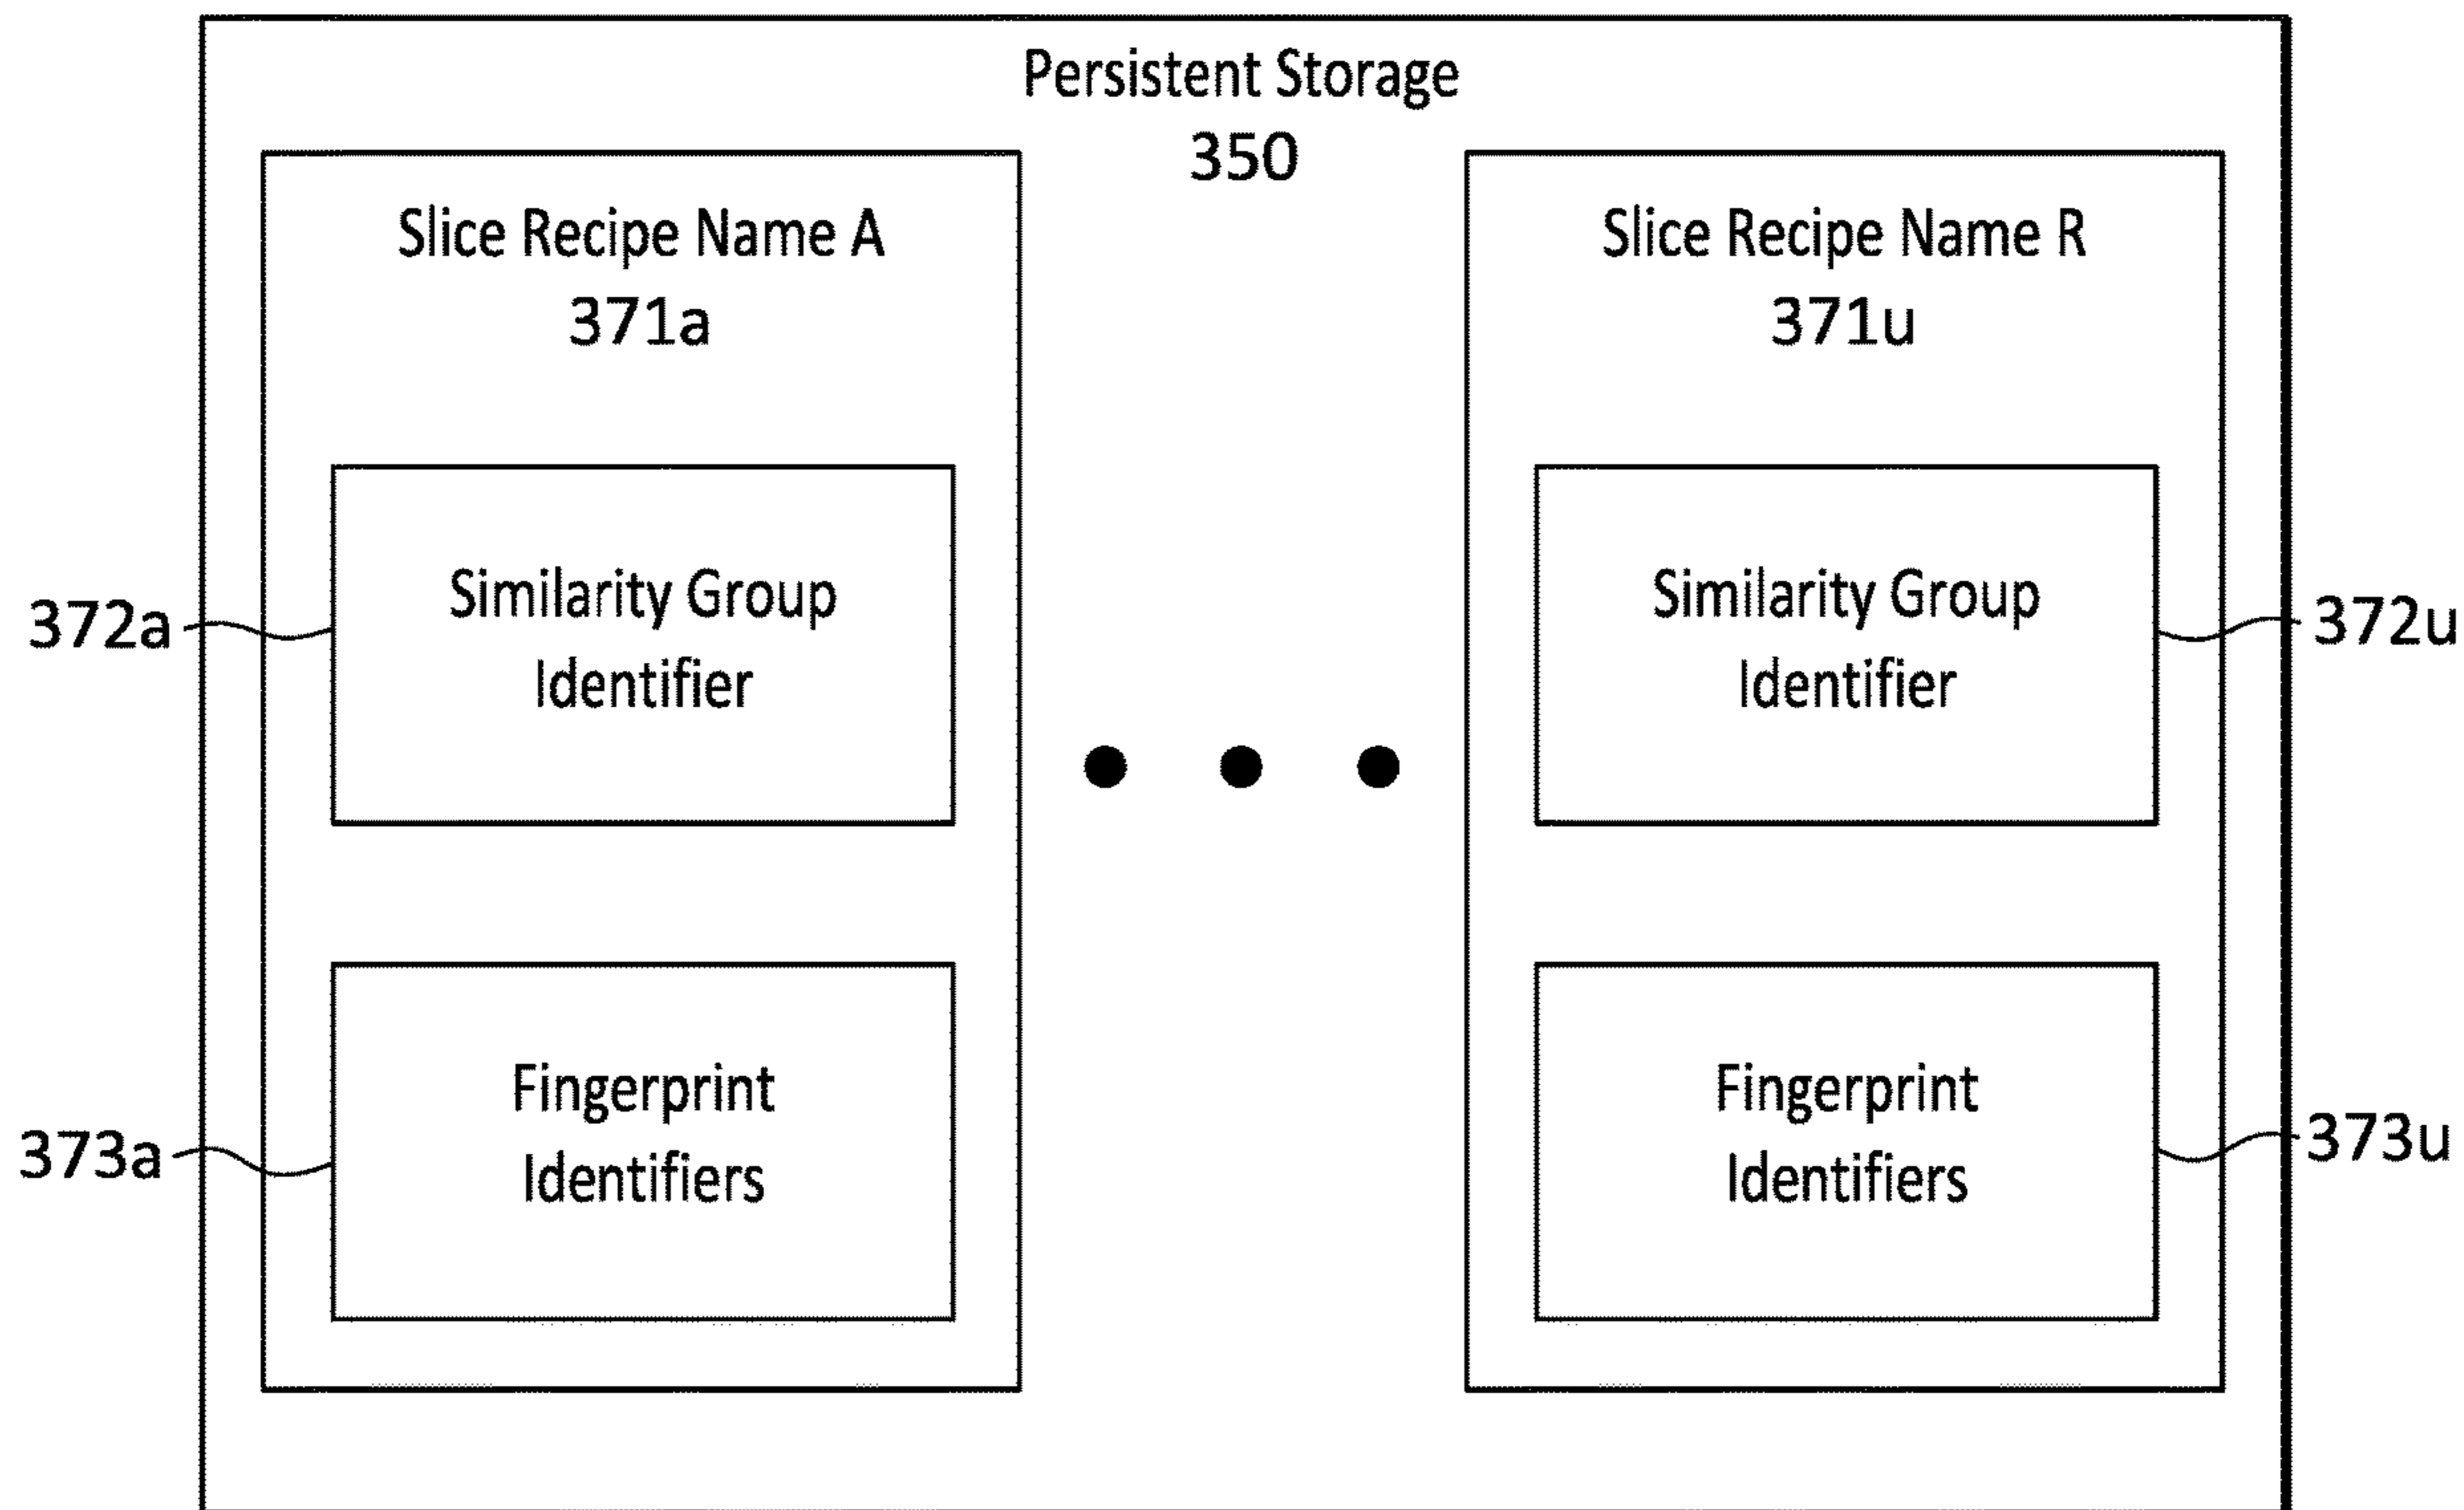 Persistent Storage
350
Slice Recipe Name A
371a
Similarity Group
Identifier
372a
Fingerprint
Identifiers
373a
Slice Recipe Name R
371u
Similarity Group
Identifier
372u
Fingerprint
Identifiers
373u